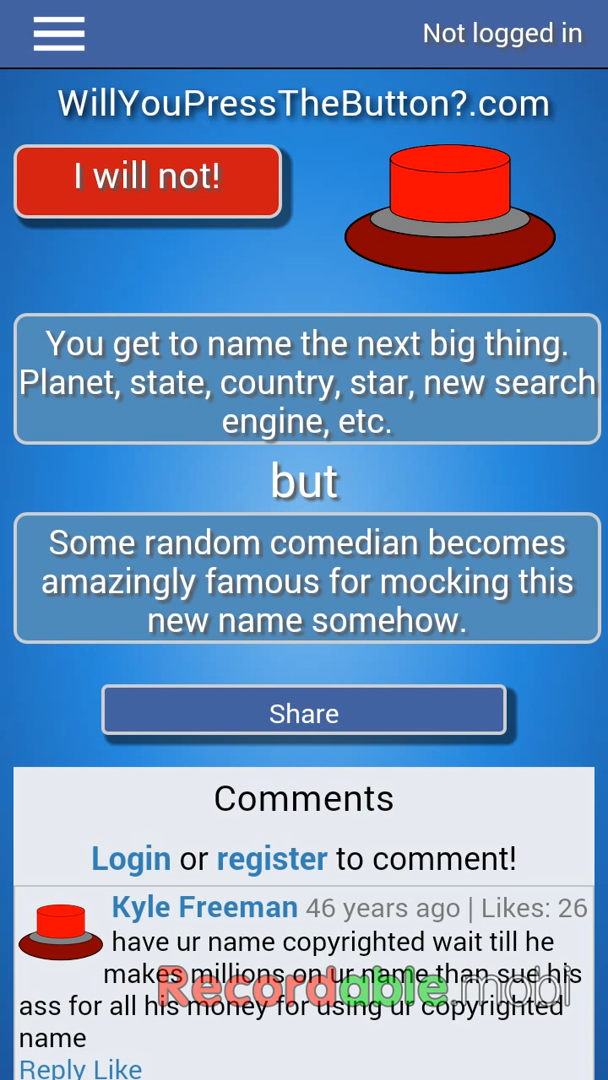 Not logged in
WillYouPressTheButton?.com
I will not!
You get to name the next big thing.
Planet, state, country, star, new search
engine, etc.
but
Some random comedian becomes
amazingly famous for mocking this
new name somehow.
Share
Comments
Login or register to comment!
Kyle Freeman 46 years ago | Likes: 26
have ur name copyrighted wait till he
makes millions on ur name than sue his
ass for all his money for using ur copyrighted
name
Recordable.mobi
Reply Like